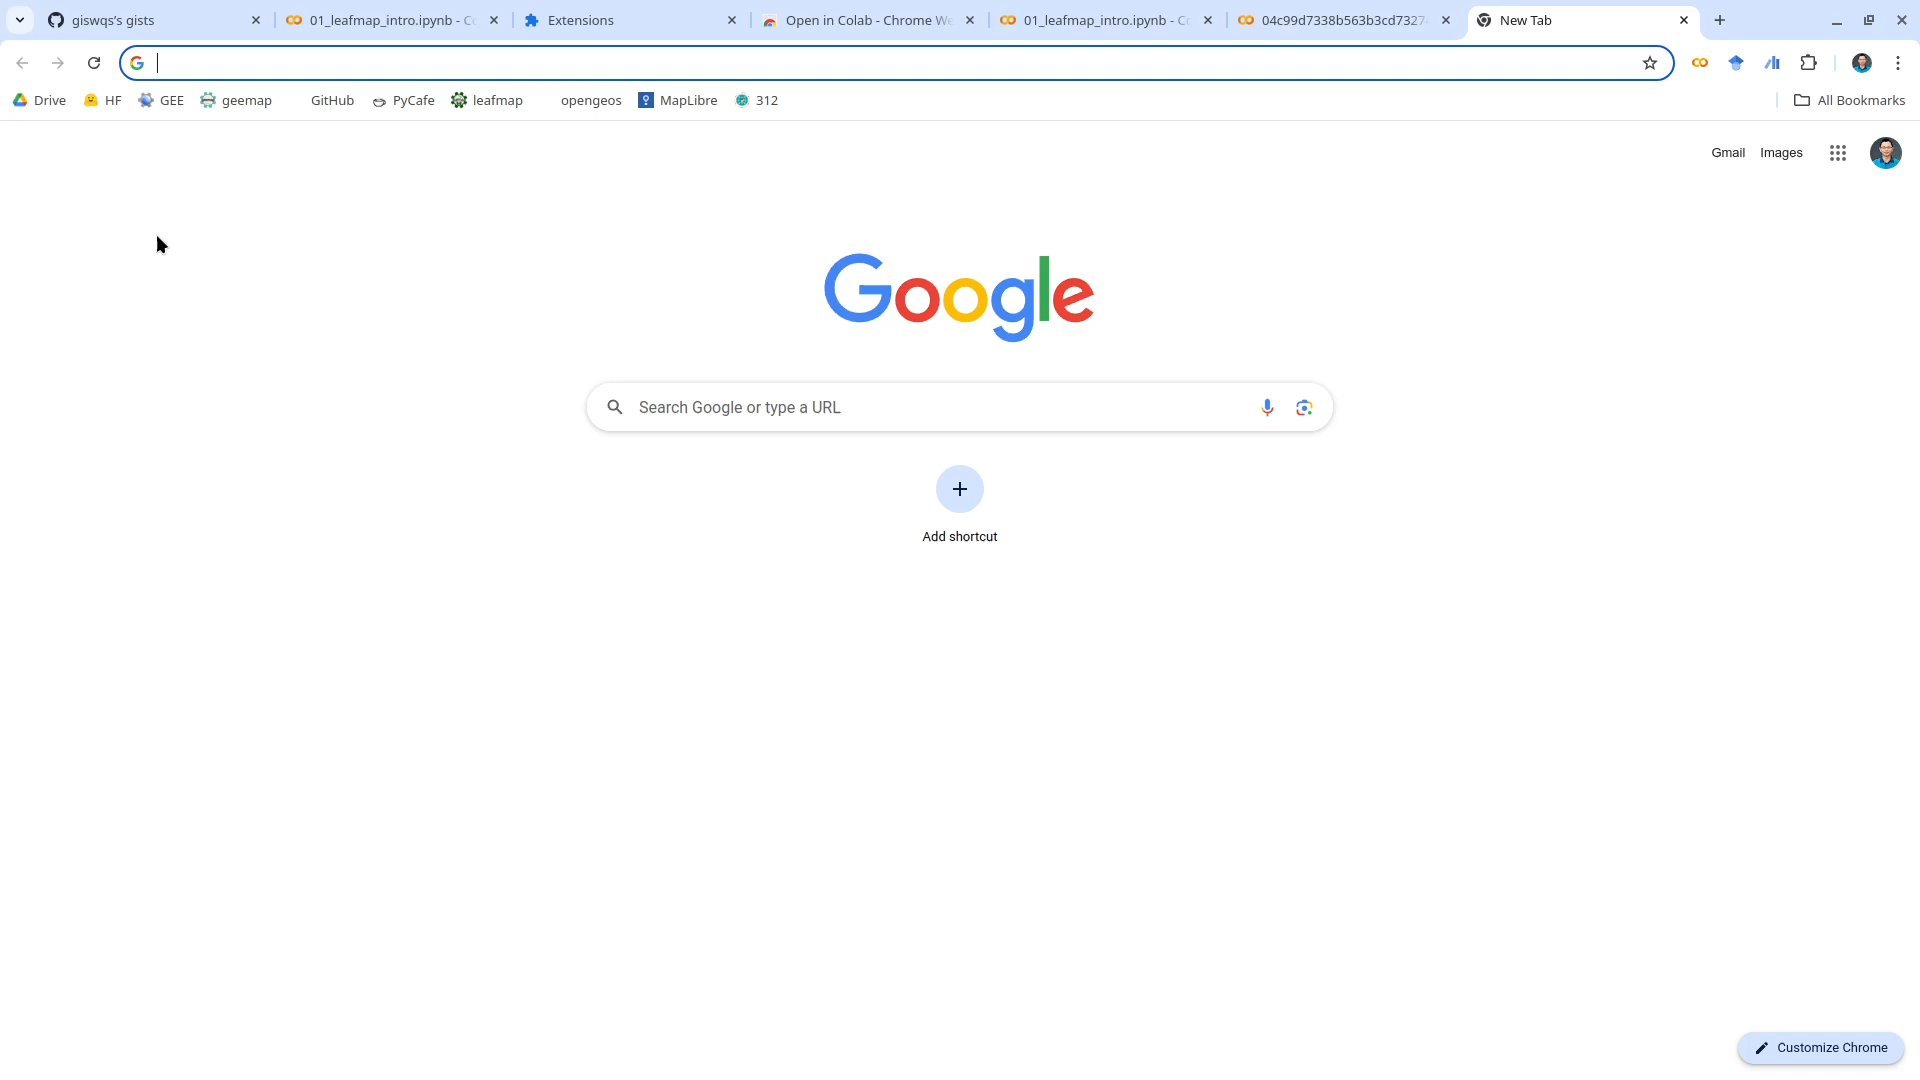 giswqs's gists
01_leafmap_intro.ipynb - Co
Extensions
Open in Colab - Chrome We
01_leafmap_intro.ipynb - Co
04c99d7338b563b3cd7327
New Tab
Drive
HF
GEE
geemap
GitHub
PyCafe
leafmap
opengeos
MapLibre
312
All Bookmarks
Gmail
Images
Google
Search Google or type a URL
Add shortcut
Customize Chrome